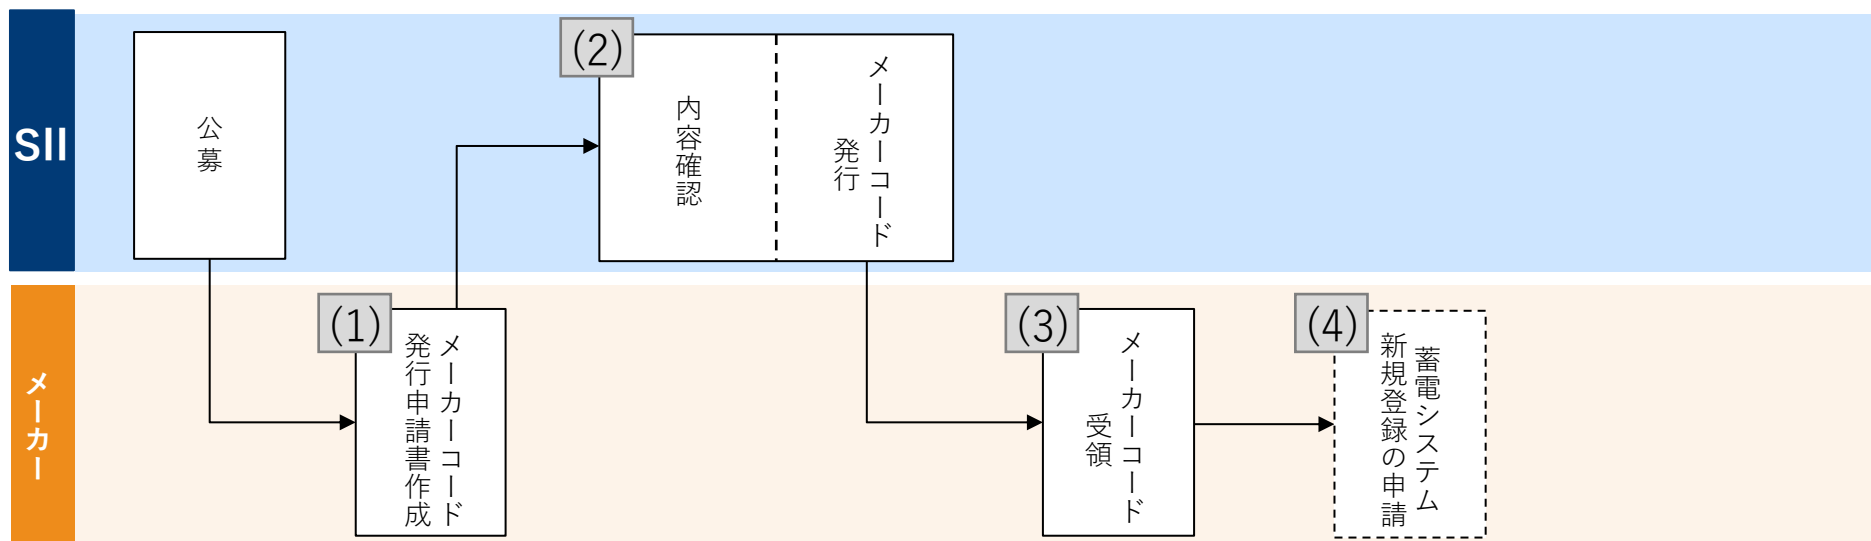 SII
公募
(2)
内容確認
メーカーコード
発行
メーカー
(1)
メーカーコード
発行申請書作成
(3)
メーカーコード
受領
(4)
蓄電システム
新規登録の申請